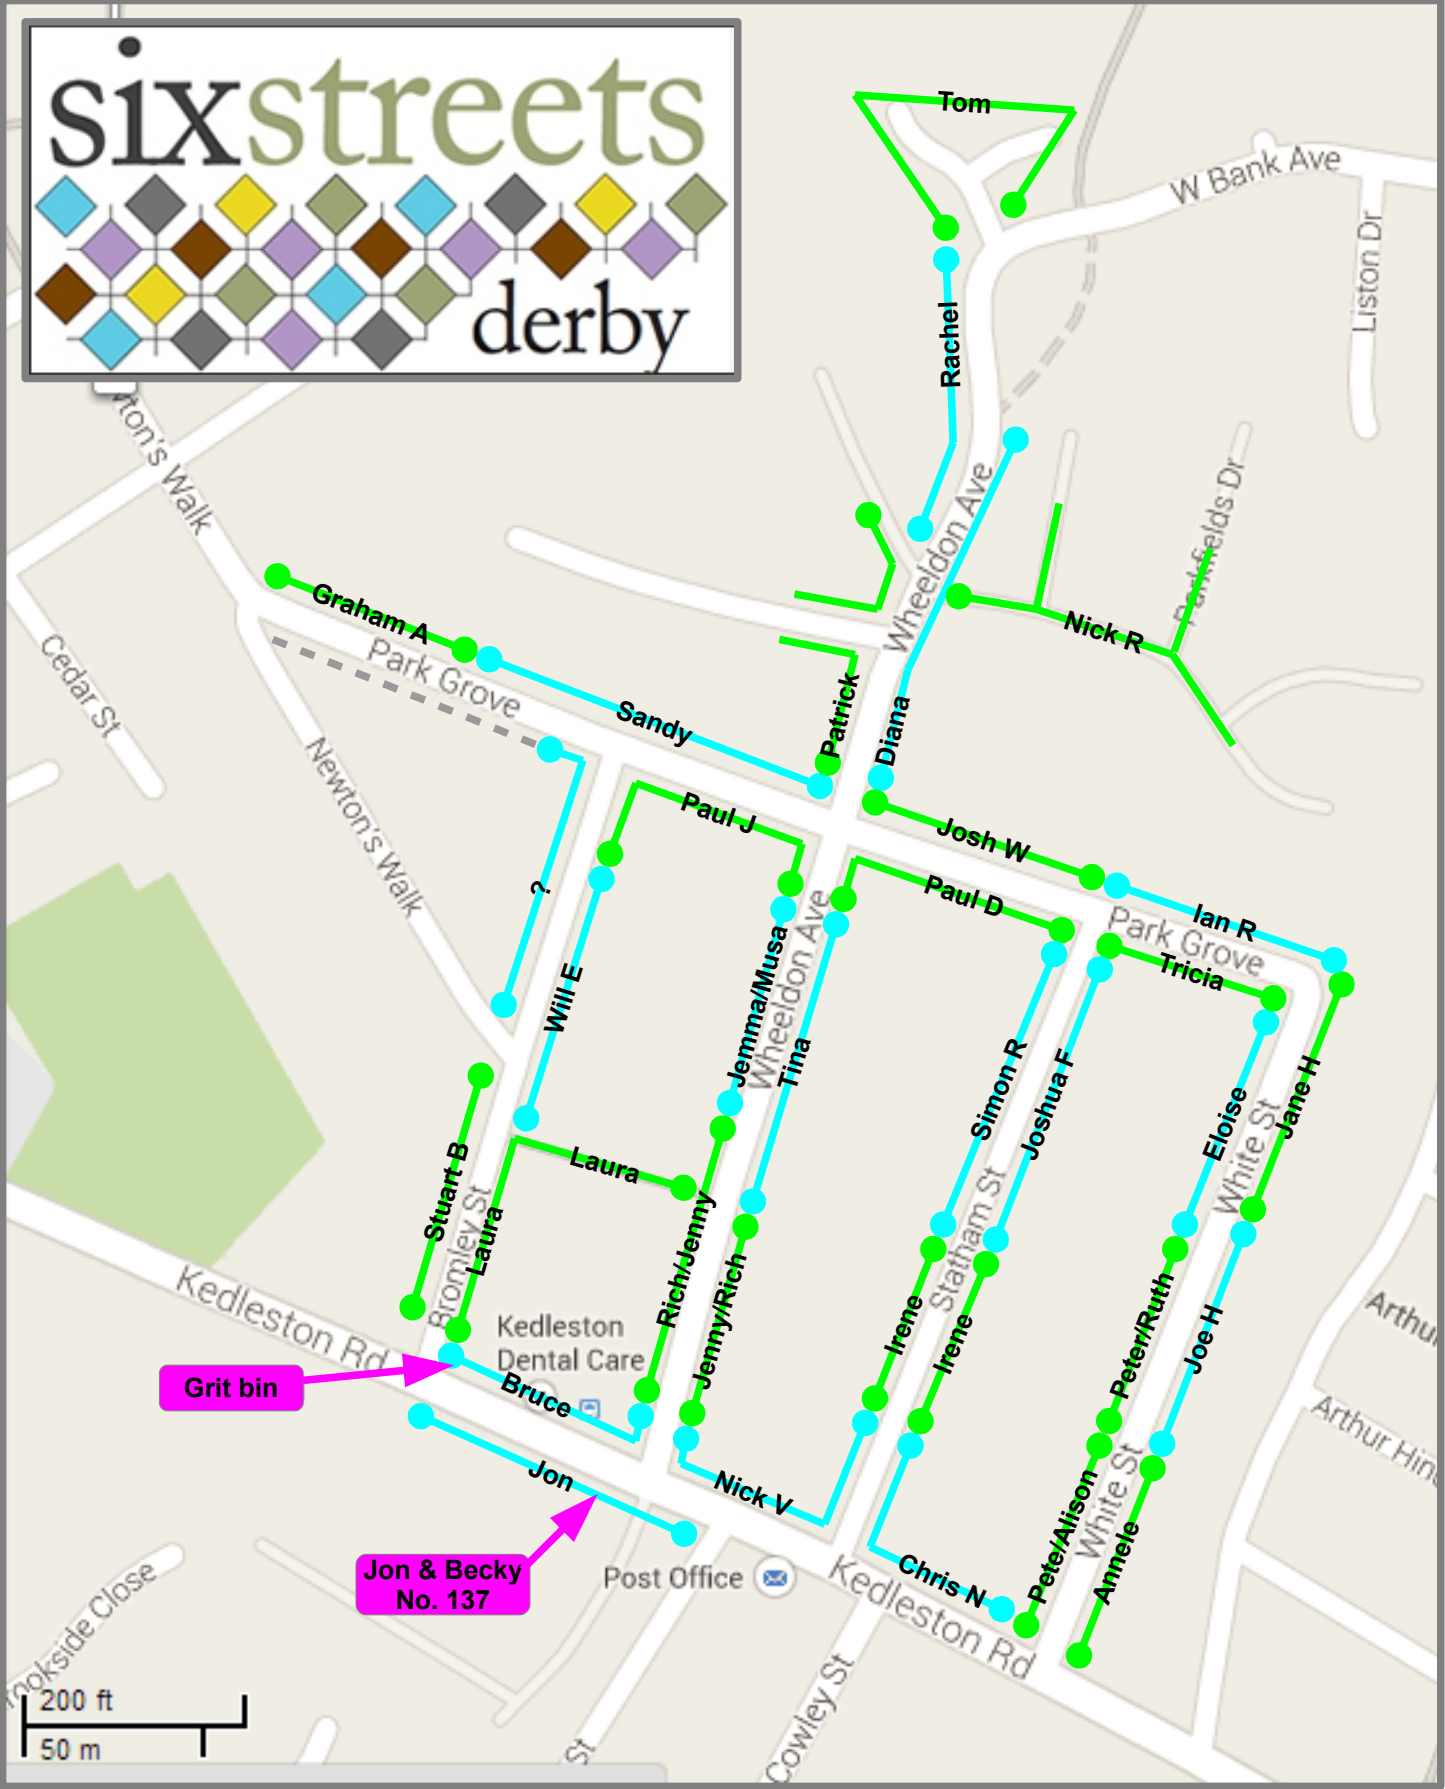 sixstreets
derby
Tom
W Bank Ave
Liston Dr
Rachel
Wheeldon Ave
Parkfields Dr
Newton's Walk
Graham A
Park Grove
Nick R
Cedar St
Sandy
Patrick
Diana
Newton's Walk
Paul J
Josh W
?
Paul D
Ian R
Park Grove
Tricia
Will E
Jemma/Musa
Wheeldon Ave
Tina
Simon R
Joshua F
Eloise
Jane H
White St
Stuart B
Laura
Laura
Bromley St
Rich/Jenny
Jenny/Rich
Statham St
Irene
Irene
Peter/Ruth
Joe H
Kedleston Rd
Kedleston
Dental Care
Grit bin
Bruce
Arthur Hin
Jon
Nick V
Pete/Alison
White St
Annele
Jon & Becky
No. 137
Post Office
Chris N
Kedleston Rd
Cowley St
St
200 ft
50 m